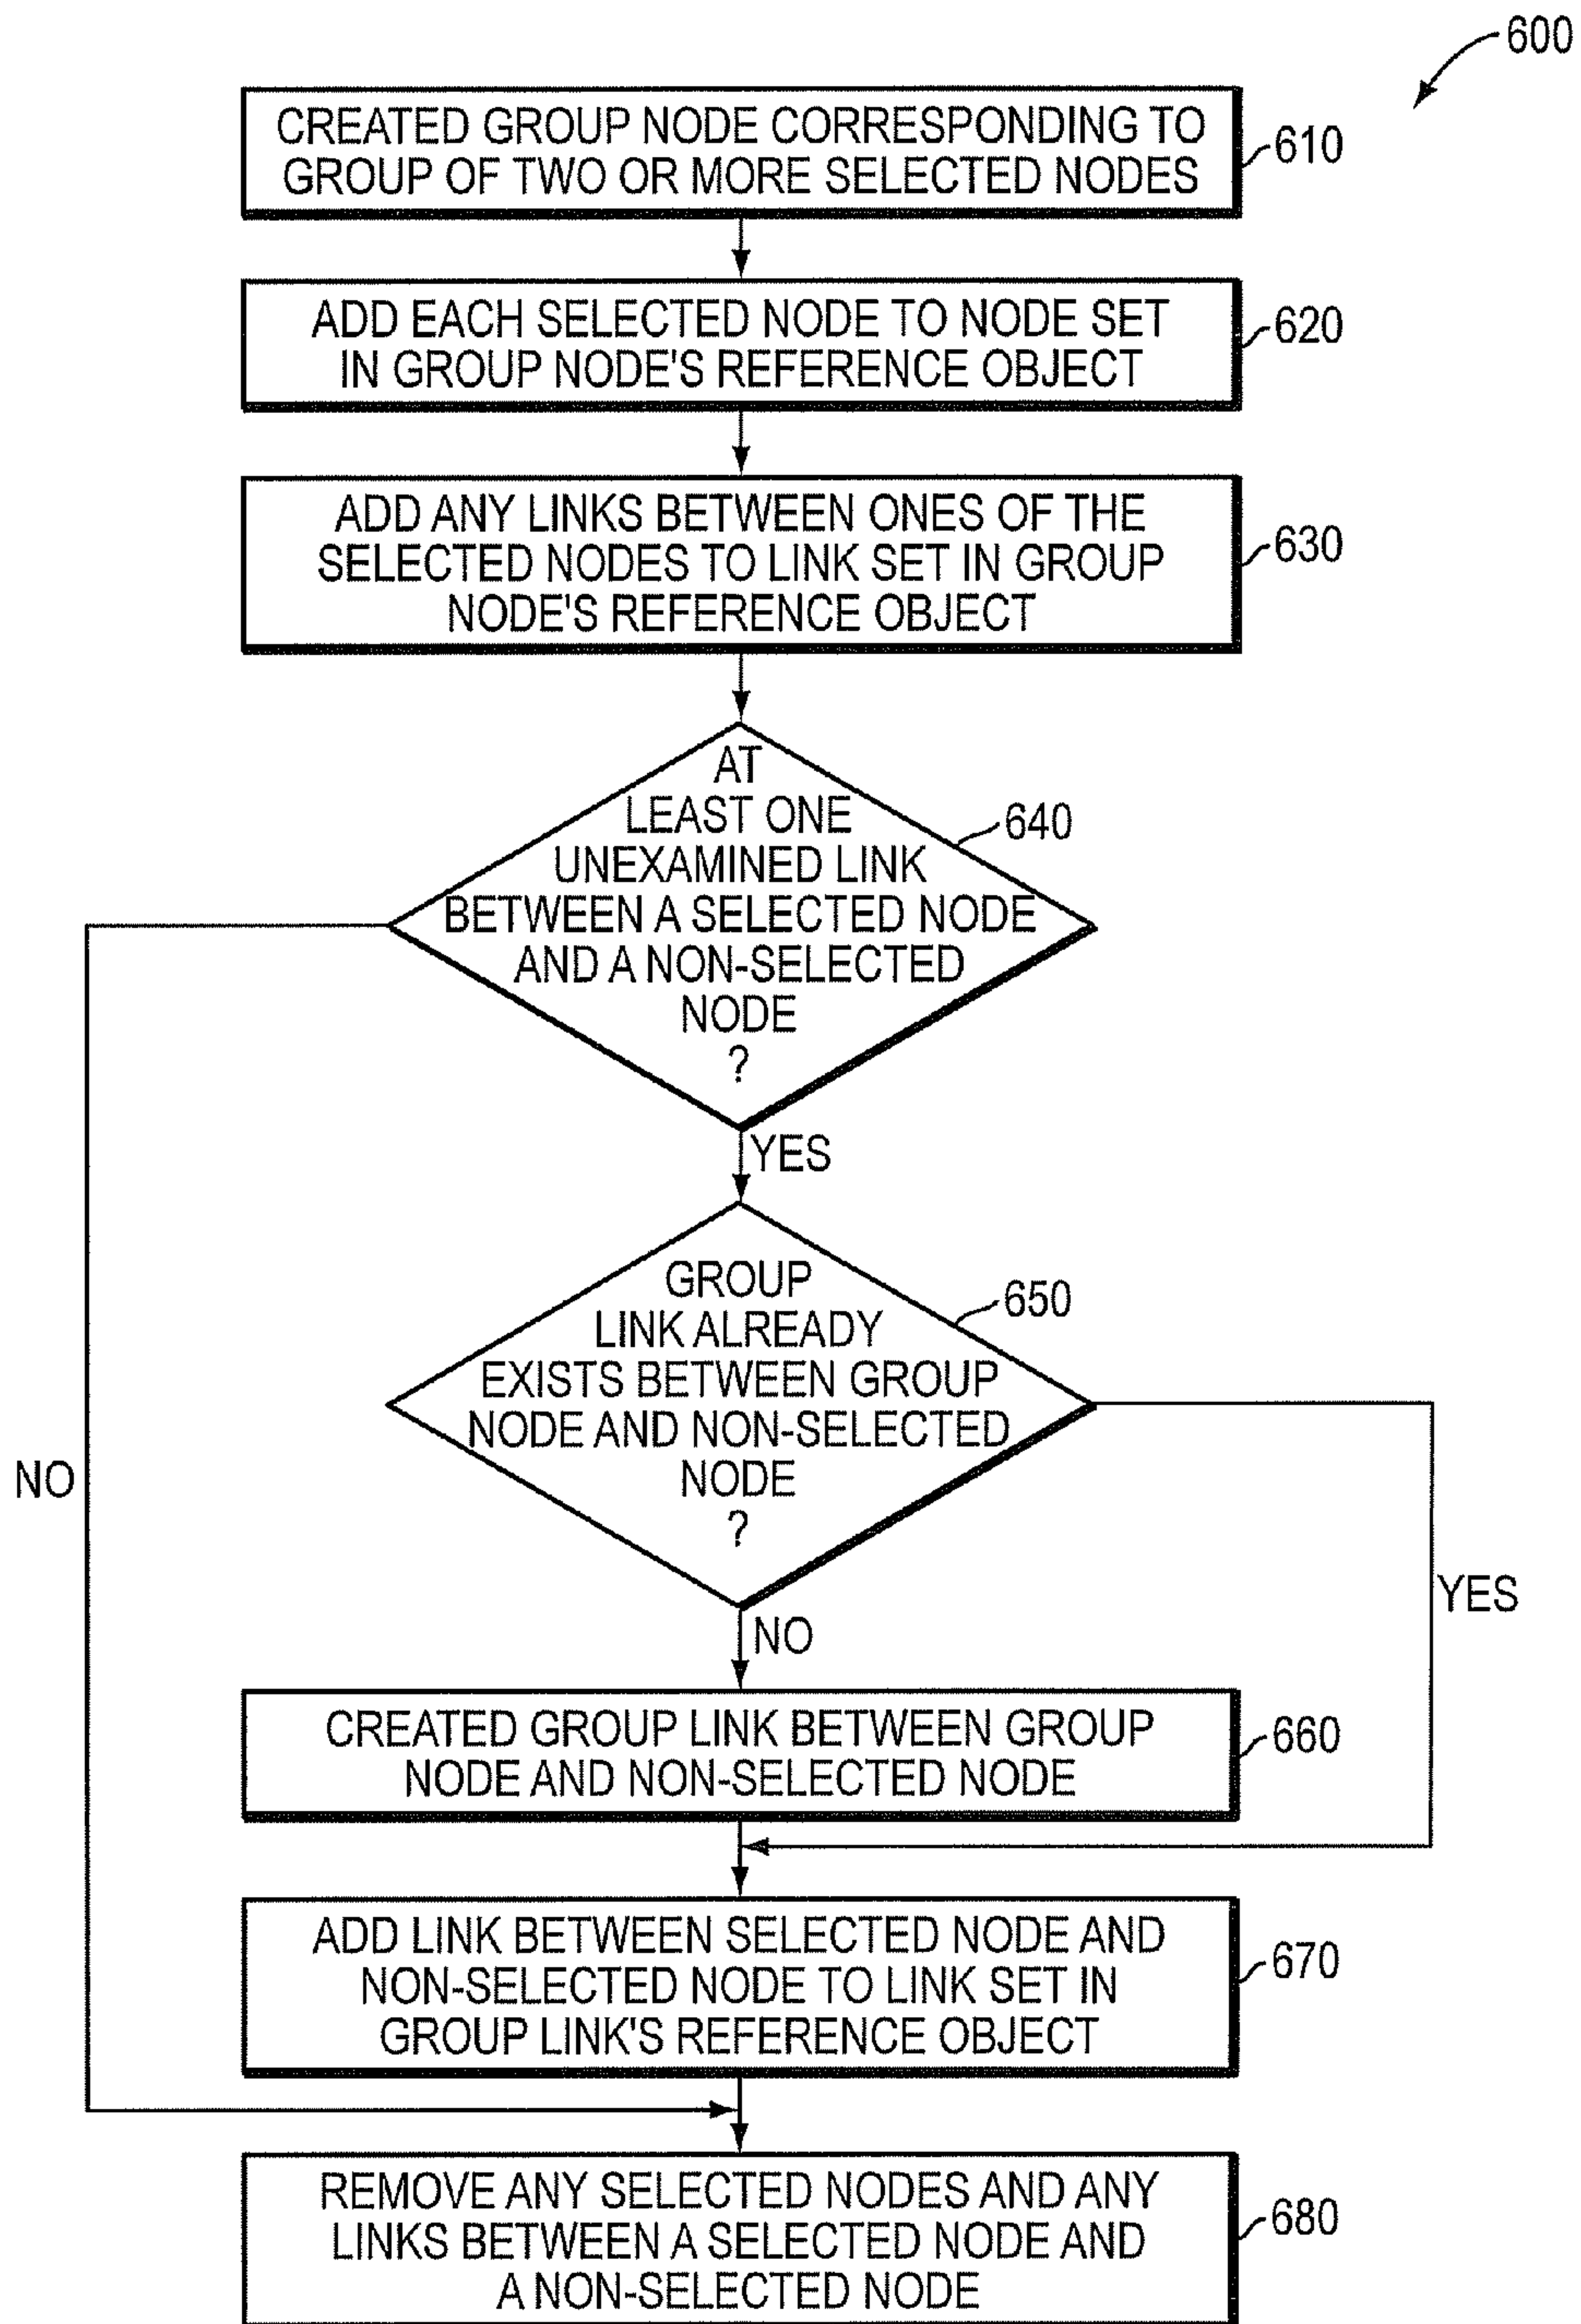 600
CREATED GROUP NODE CORRESPONDING TO
GROUP OF TWO OR MORE SELECTED NODES
610
ADD EACH SELECTED NODE TO NODE SET
IN GROUP NODE'S REFERENCE OBJECT
620
ADD ANY LINKS BETWEEN ONES OF THE
SELECTED NODES TO LINK SET IN GROUP
NODE'S REFERENCE OBJECT
630
AT
LEAST ONE
UNEXAMINED LINK
BETWEEN A SELECTED NODE
AND A NON-SELECTED
NODE
?
640
YES
GROUP
LINK ALREADY
EXISTS BETWEEN GROUP
NODE AND NON-SELECTED
NODE
?
650
NO
YES
NO
CREATED GROUP LINK BETWEEN GROUP
NODE AND NON-SELECTED NODE
660
ADD LINK BETWEEN SELECTED NODE AND
NON-SELECTED NODE TO LINK SET IN
GROUP LINK'S REFERENCE OBJECT
670
REMOVE ANY SELECTED NODES AND ANY
LINKS BETWEEN A SELECTED NODE AND
A NON-SELECTED NODE
680